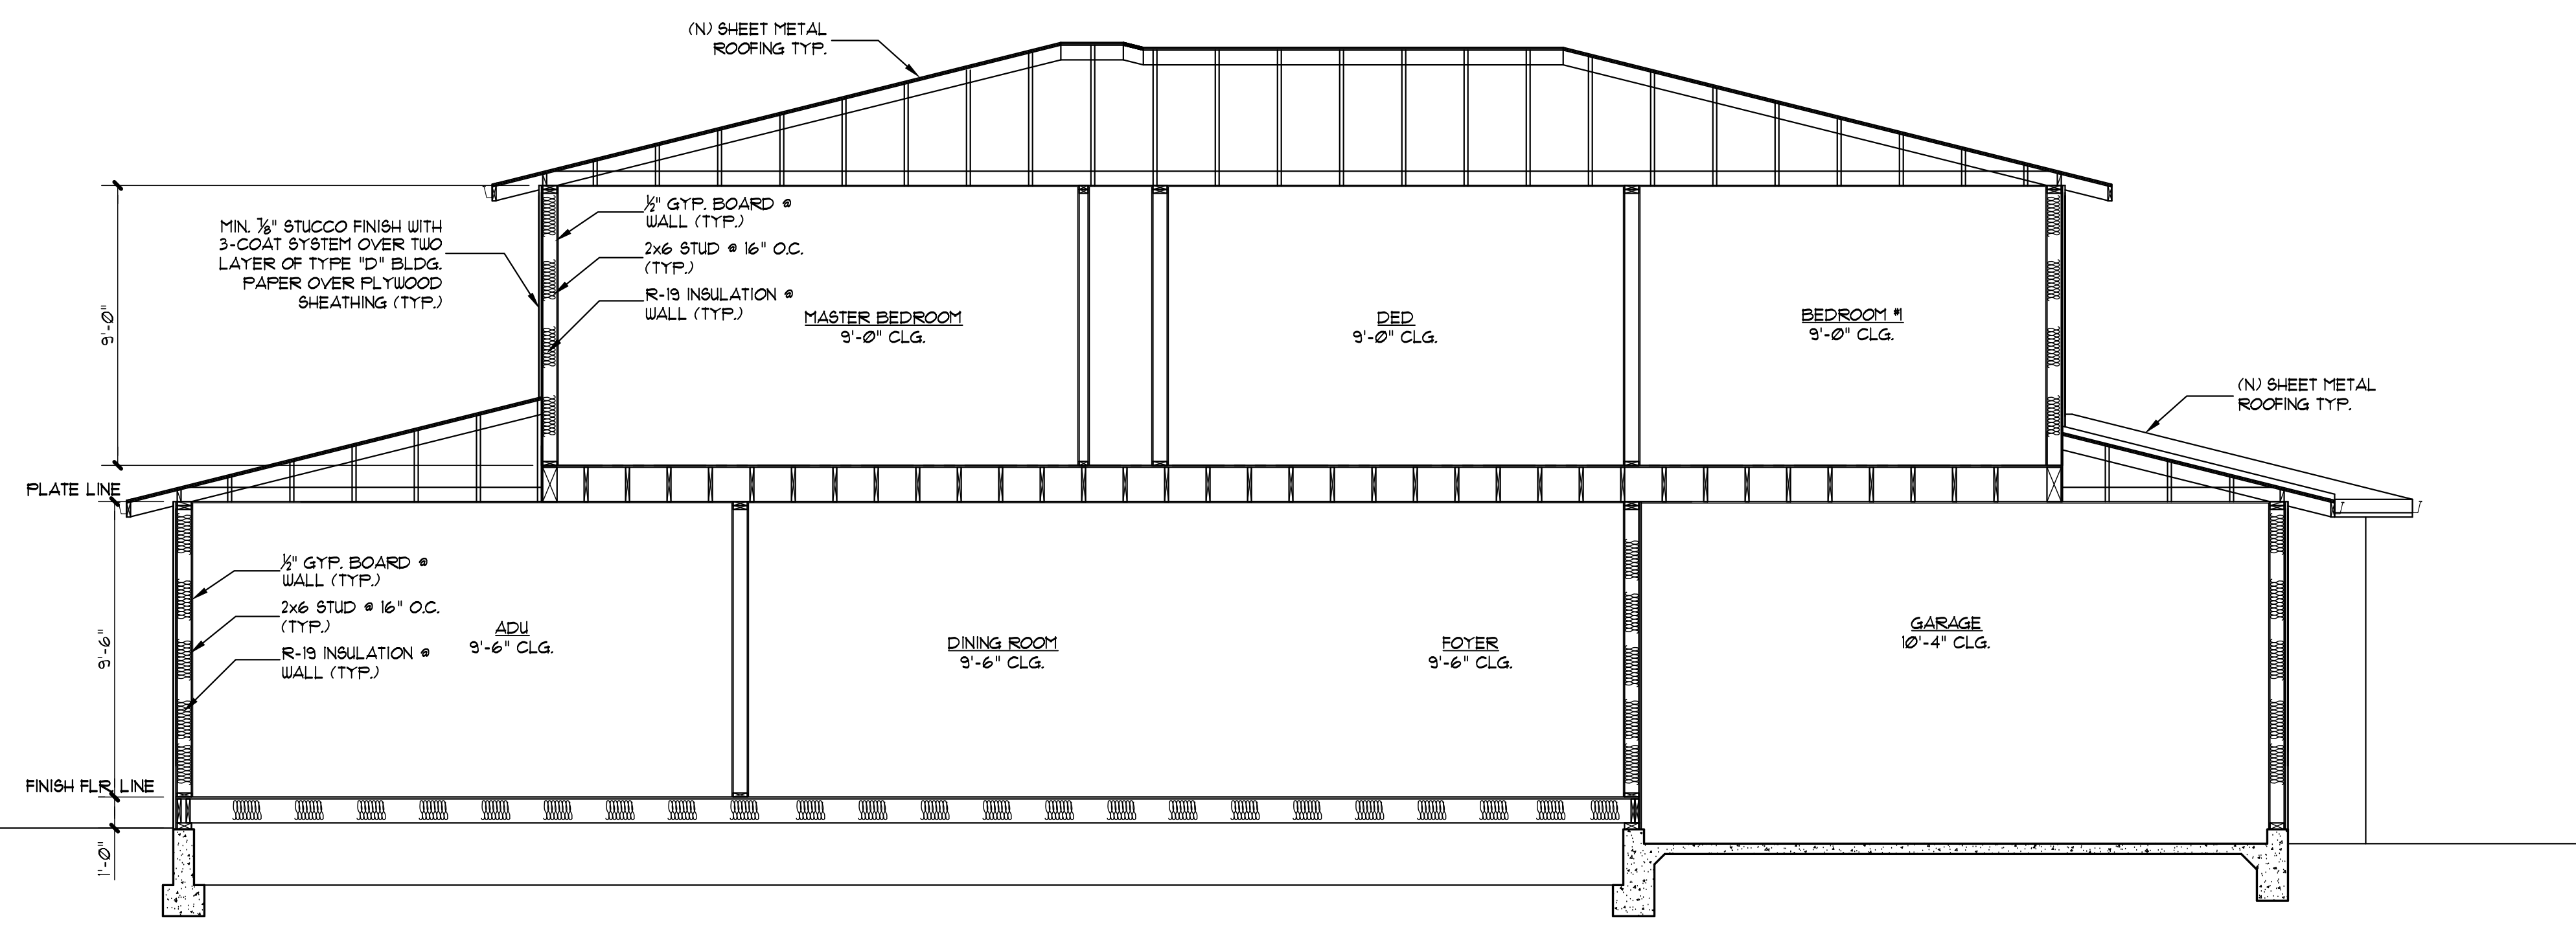 (N) SHEET METAL
ROOFING TYP.
MIN. ⅞" STUCCO FINISH WITH
3-COAT SYSTEM OVER TWO
LAYER OF TYPE "D" BLDG.
PAPER OVER PLYWOOD
SHEATHING (TYP.)
½" GYP. BOARD @
WALL (TYP.)
2x6 STUD @ 16" O.C.
(TYP.)
R-19 INSULATION @
WALL (TYP.)
MASTER BEDROOM
9'-0" CLG.
DED
9'-0" CLG.
BEDROOM #1
9'-0" CLG.
9'-0"
(N) SHEET METAL
ROOFING TYP.
PLATE LINE
½" GYP. BOARD @
WALL (TYP.)
2x6 STUD @ 16" O.C.
(TYP.)
R-19 INSULATION @
WALL (TYP.)
ADU
9'-6" CLG.
DINING ROOM
9'-6" CLG.
FOYER
9'-6" CLG.
GARAGE
10'-4" CLG.
9'-6"
FINISH FLR. LINE
1'-0"